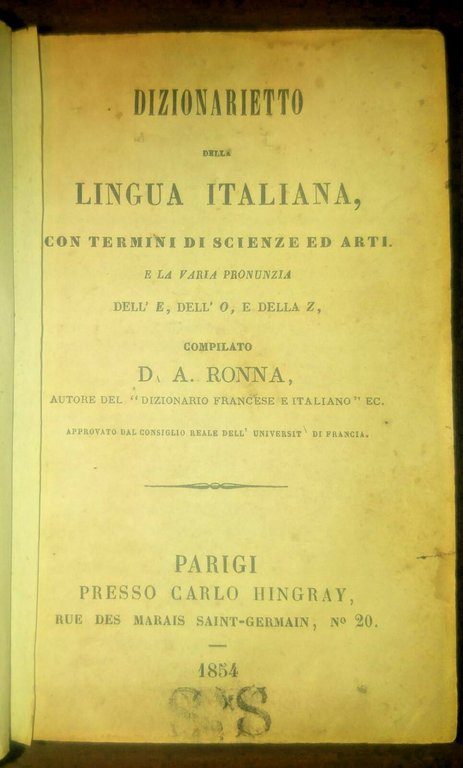 DIZIONARIETTO
DELLA
LINGUA ITALIANA,
CON TERMINI DI SCIENZE ED ARTI.
E LA VARIA PRONUNZIA
DELL' E, DELL' O, E DELLA Z,
COMPILATO
D\ A. RONNA,
AUTORE DEL "DIZIONARIO FRANCESE E ITALIANO" EC.
APPROVATO DAL CONSIGLIO REALE DELL' UNIVERSIT\ DI FRANCIA.
PARIGI
PRESSO CARLO HINGRAY,
RUE DES MARAIS SAINT-GERMAIN, Nº 20.
1854